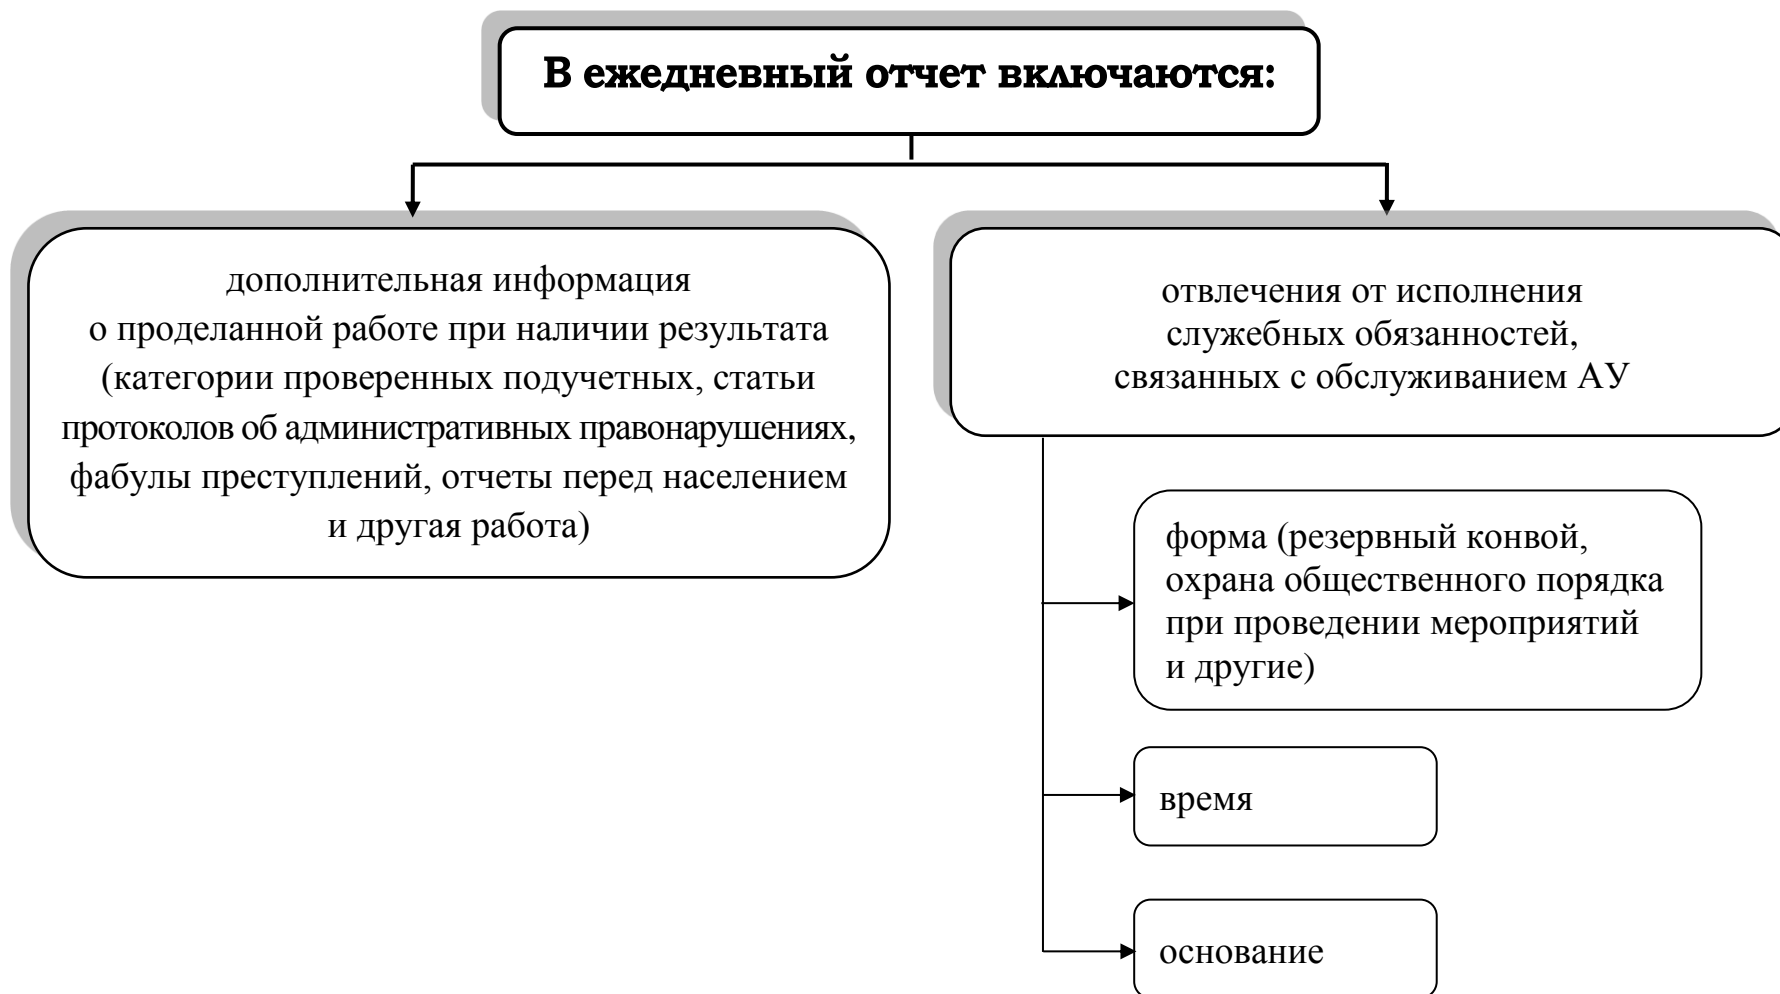 В ежедневный отчет включаются:
дополнительная информация
о проделанной работе при наличии результата
(категории проверенных подучетных, статьи
протоколов об административных правонарушениях,
фабулы преступлений, отчеты перед населением
и другая работа)
отвлечения от исполнения
служебных обязанностей,
связанных с обслуживанием АУ
форма (резервный конвой,
охрана общественного порядка
при проведении мероприятий
и другие)
время
основание